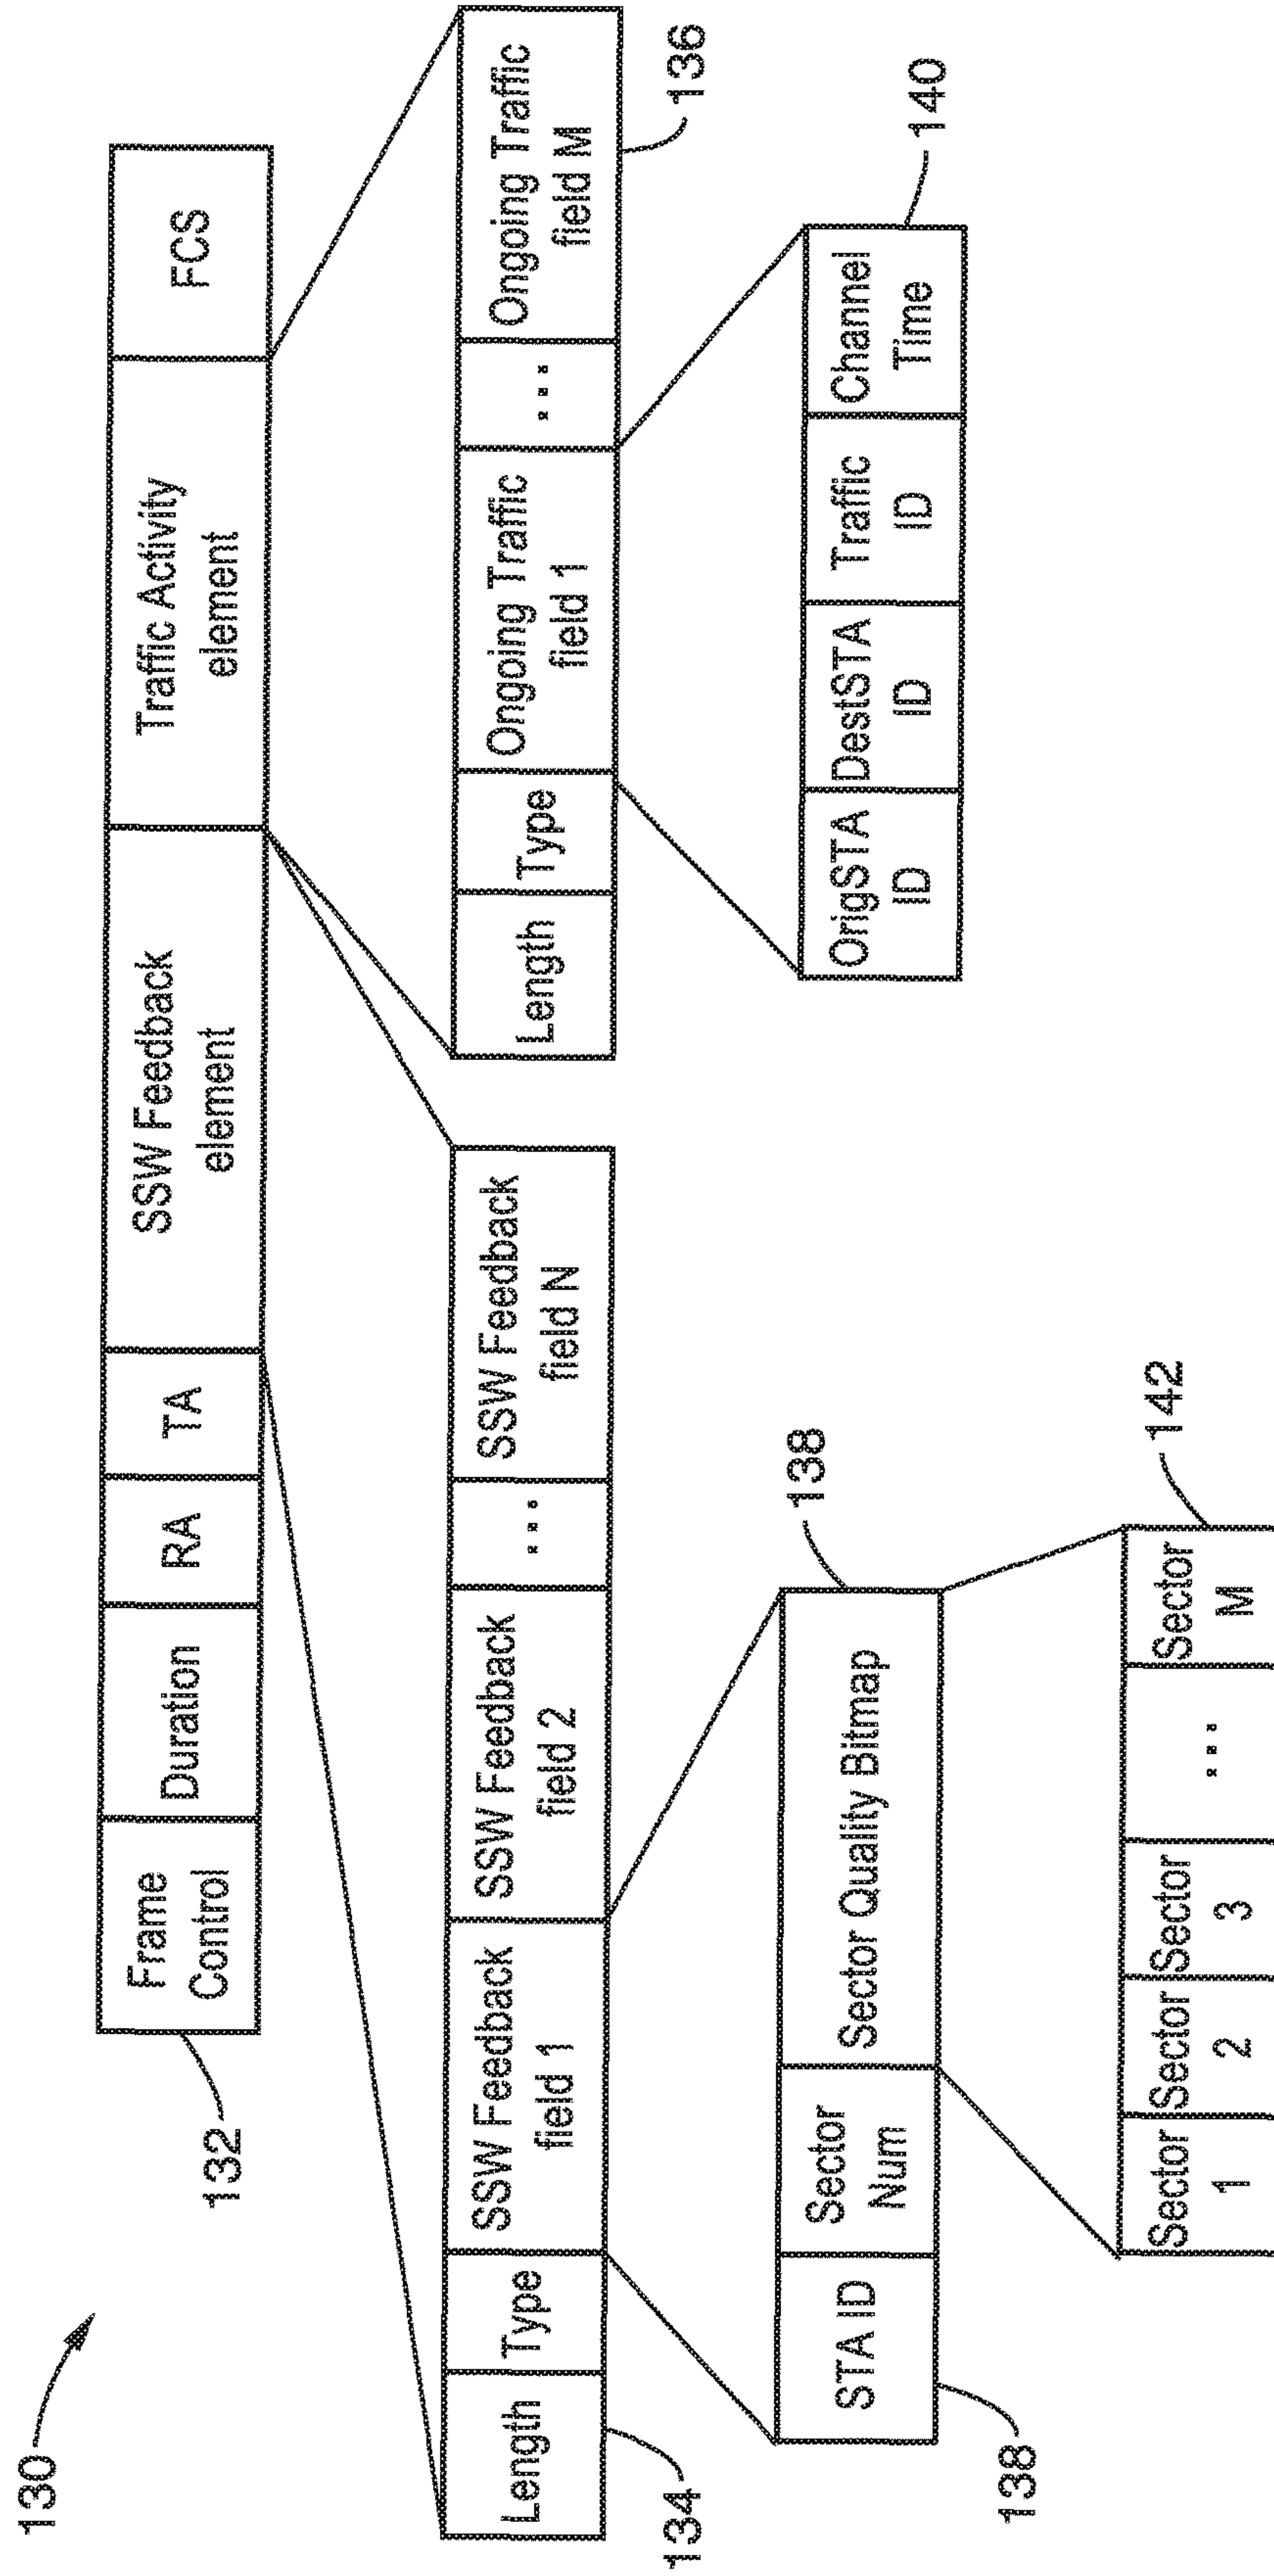 130
132
Frame
Control
Duration
RA
TA
SSW Feedback
element
Traffic Activity
element
FCS
134
Length
Type
SSW Feedback
field 1
SSW Feedback
field 2
...
SSW Feedback
field N
Length
Type
Ongoing Traffic
field 1
...
Ongoing Traffic
field M
136
138
STA ID
Sector
Num
Sector Quality Bitmap
138
OrigSTA
ID
DestSTA
ID
Traffic
ID
Channel
Time
140
Sector
1
Sector
2
Sector
3
...
Sector
M
142